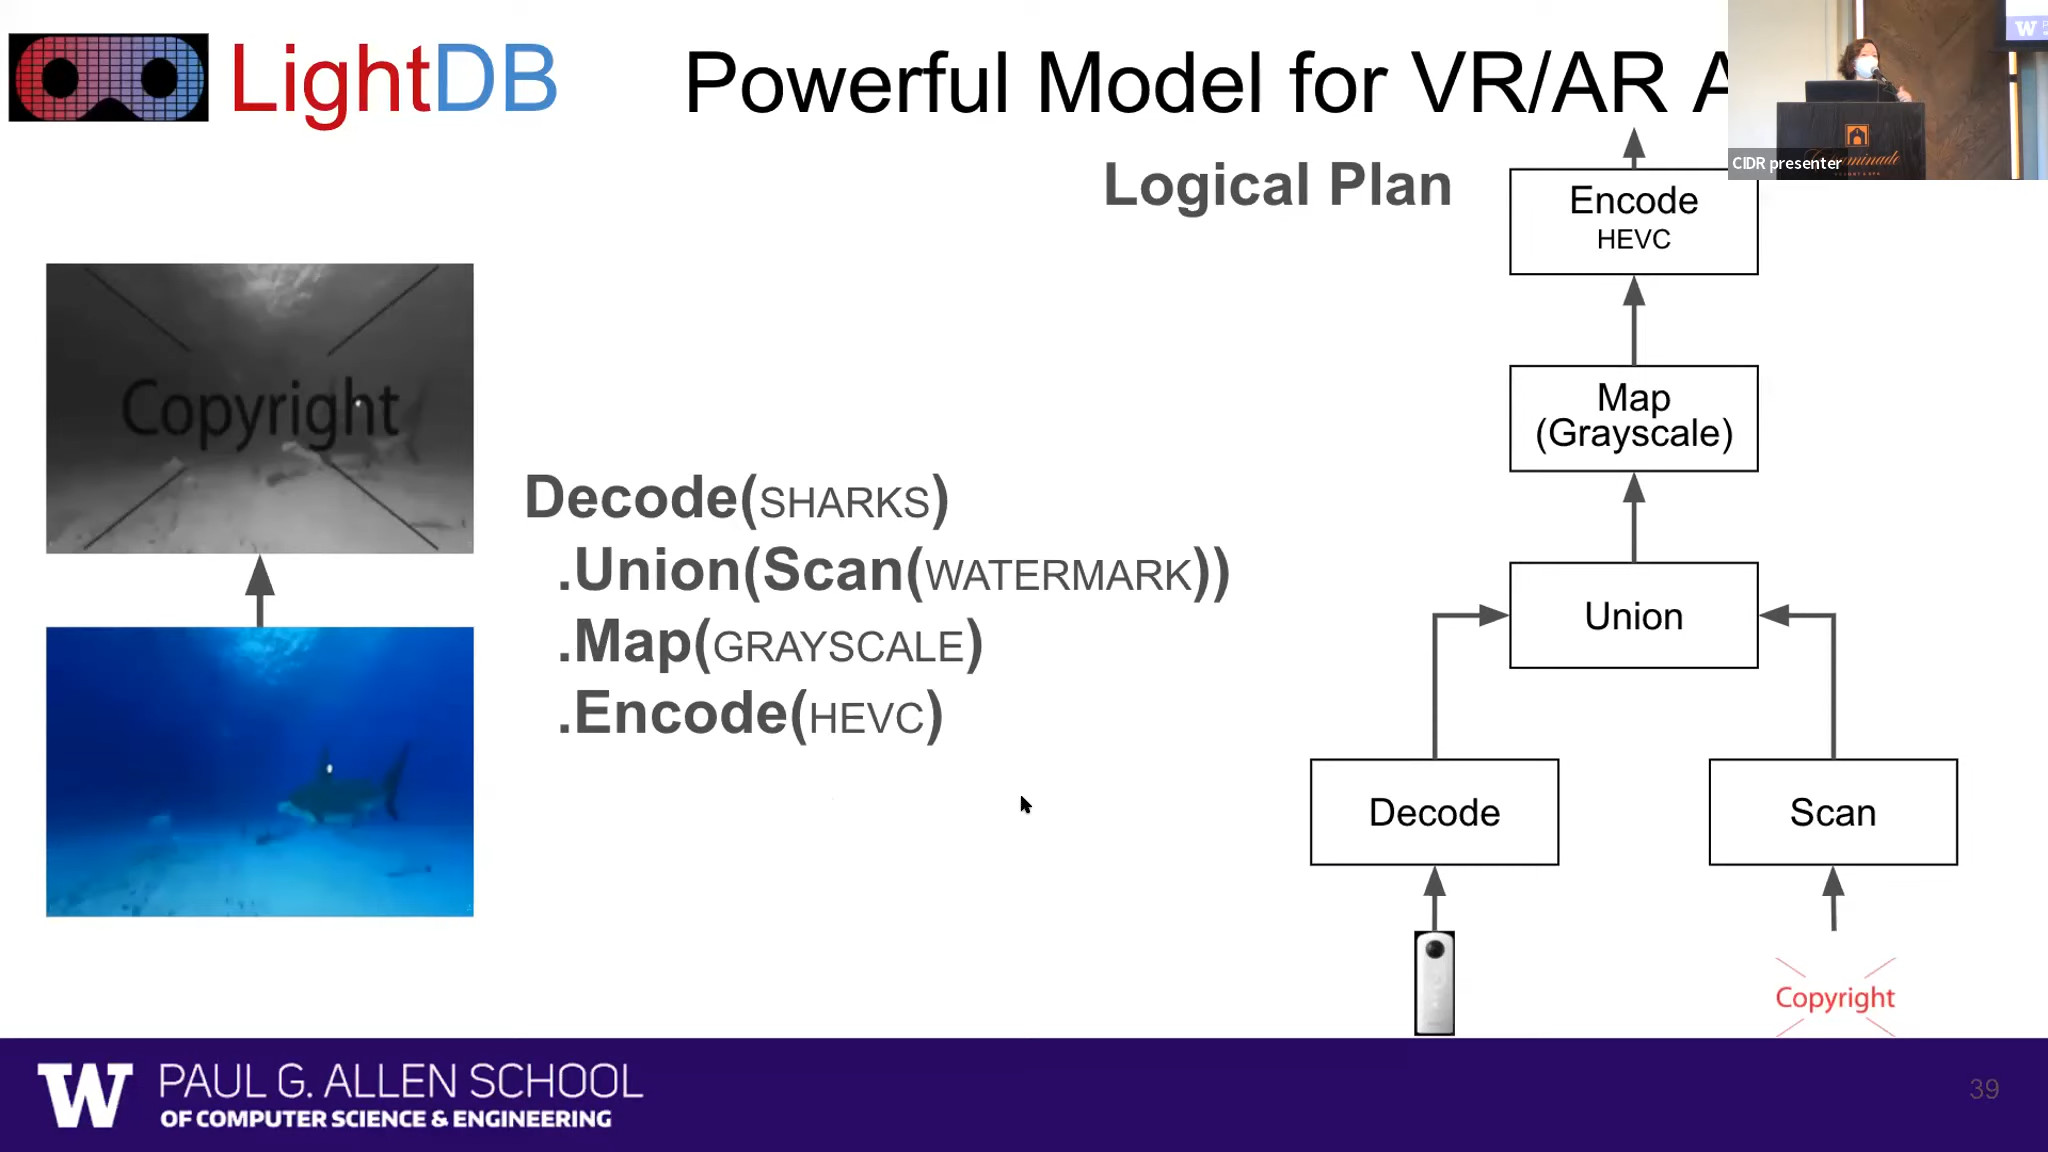 LightDB
Powerful Model for VR/AR A
CIDR presenter
Logical Plan
Encode
HEVC
Map
(Grayscale)
Union
Decode
Scan
Copyright
Copyright
Decode(SHARKS)
.Union(Scan(WATERMARK))
.Map(GRAYSCALE)
.Encode(HEVC)
W PAUL G. ALLEN SCHOOL
OF COMPUTER SCIENCE & ENGINEERING
39